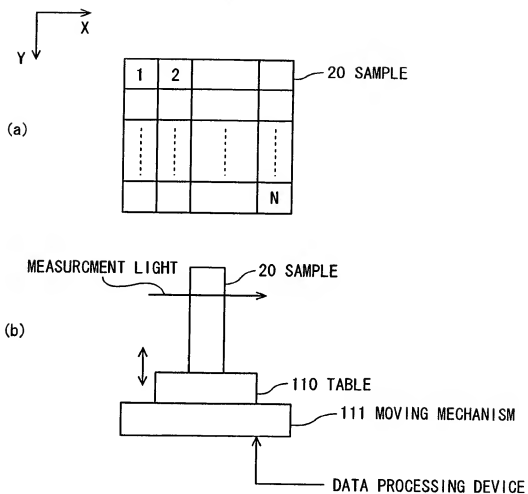 X
Y
1 2
20 SAMPLE
(a)
N
MEASURCMENT LIGHT
20 SAMPLE
(b)
110 TABLE
111 MOVING MECHANISM
DATA PROCESSING DEVICE